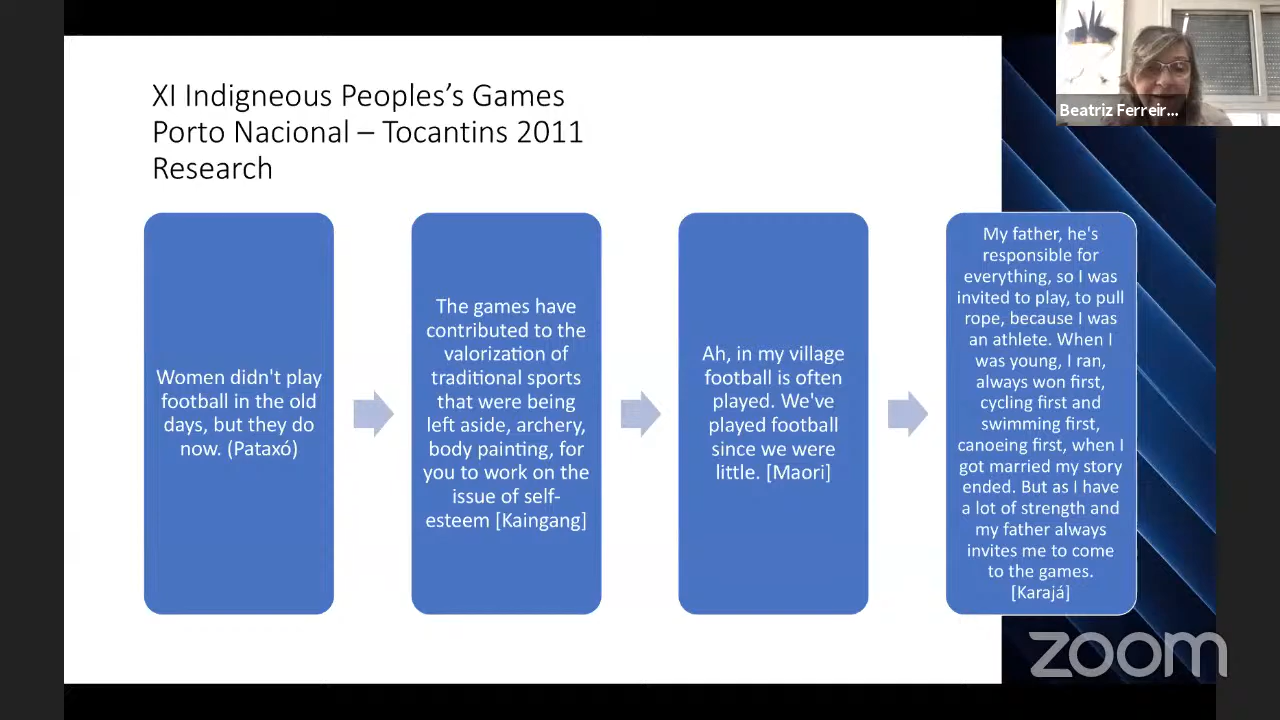 XI Indigneous Peoples's Games
Porto Nacional – Tocantins 2011
Research
Women didn't play
football in the old
days, but they do
now. (Pataxó)
The games have
contributed to the
valorization of
traditional sports
that were being
left aside, archery,
body painting, for
you to work on the
issue of self-
esteem [Kaingang]
Ah, in my village
football is often
played. We've
played football
since we were
little. [Maori]
My father, he's
responsible for
everything, so I was
invited to play, to pull
rope, because I was
an athlete. When I
was young, I ran,
always won first,
cycling first and
swimming first,
canoeing first, when I
got married my story
ended. But as I have
a lot of strength and
my father always
invites me to come
to the games.
[Karajá]
Beatriz Ferreir...
zoom